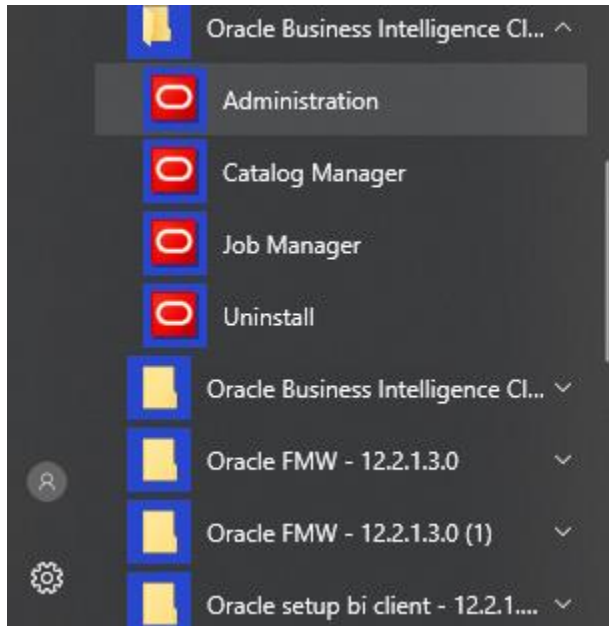 Oracle Business Intelligence Cl...
Administration
Catalog Manager
Job Manager
Uninstall
Oracle Business Intelligence Cl...
Oracle FMW - 12.2.1.3.0
Oracle FMW - 12.2.1.3.0 (1)
Oracle setup bi client - 12.2.1....